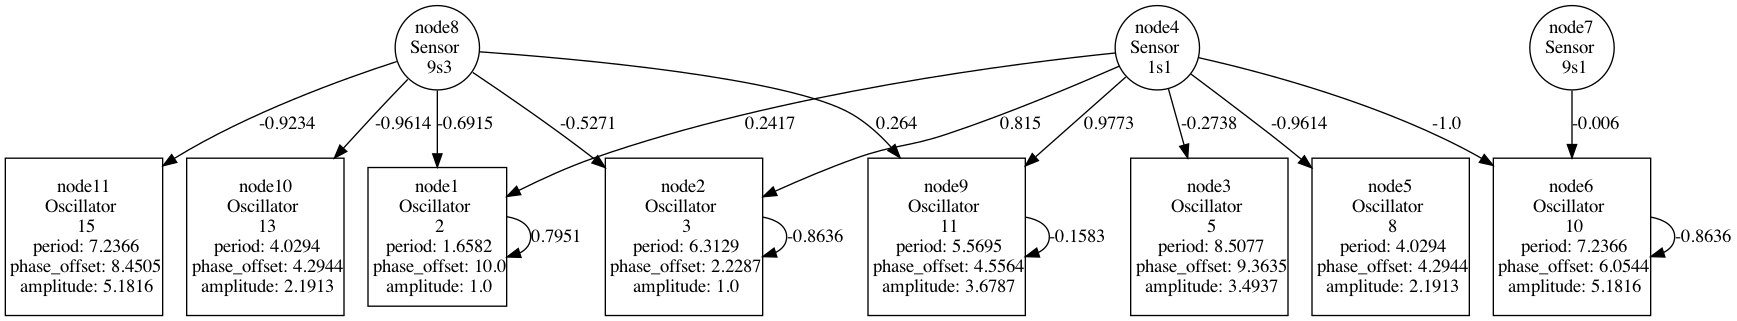 node8
Sensor
9s3
node4
Sensor
1s1
node7
Sensor
9s1
-0.9234
-0.9614
-0.6915
-0.5271
0.264
0.2417
0.815
0.9773
-0.2738
-0.9614
-1.0
-0.006
node11
Oscillator
15
period: 7.2366
phase_offset: 8.4505
amplitude: 5.1816
node10
Oscillator
13
period: 4.0294
phase_offset: 4.2944
amplitude: 2.1913
node1
Oscillator
2
period: 1.6582
phase_offset: 10.0
amplitude: 1.0
0.7951
node2
Oscillator
3
period: 6.3129
phase_offset: 2.2287
amplitude: 1.0
-0.8636
node9
Oscillator
11
period: 5.5695
phase_offset: 4.5564
amplitude: 3.6787
-0.1583
node3
Oscillator
5
period: 8.5077
phase_offset: 9.3635
amplitude: 3.4937
node5
Oscillator
8
period: 4.0294
phase_offset: 4.2944
amplitude: 2.1913
node6
Oscillator
10
period: 7.2366
phase_offset: 6.0544
amplitude: 5.1816
-0.8636